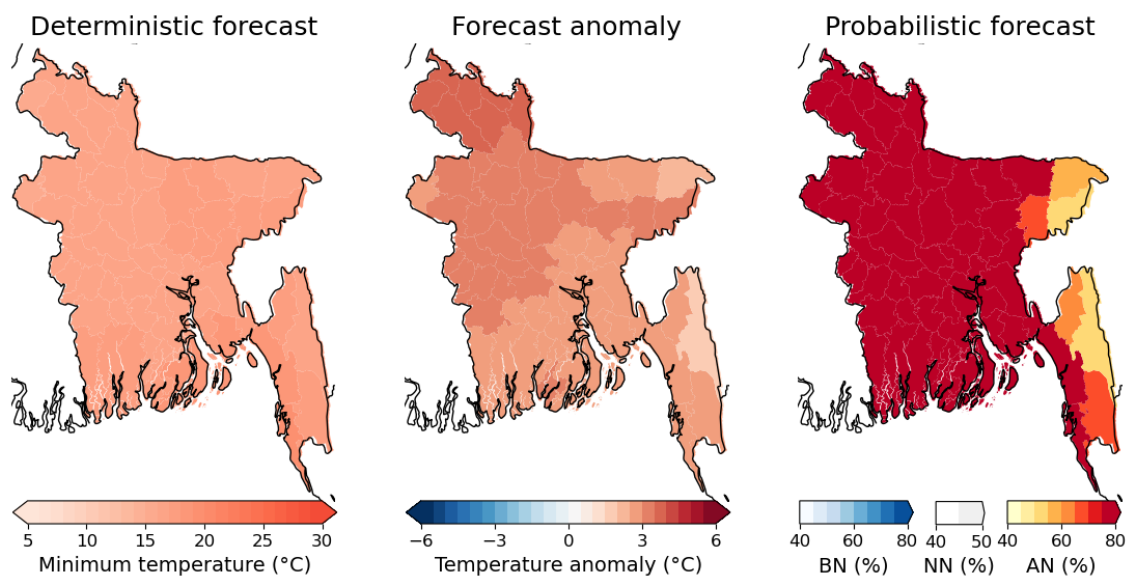 Deterministic forecast
Forecast anomaly
Probabilistic forecast
5 10 15 20 25 30
Minimum temperature (°C)
−6 −3 0 3 6
Temperature anomaly (°C)
40 60 80
BN (%)
40 50
NN (%)
40 60 80
AN (%)